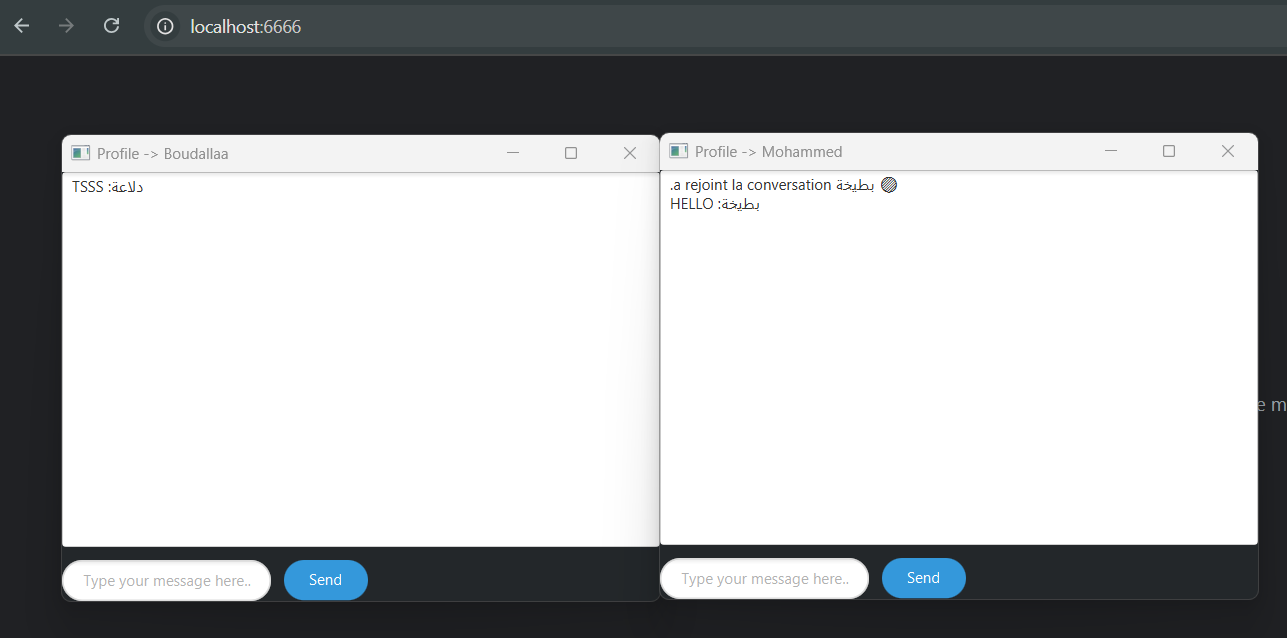 localhost:6666
Profile -> Boudallaa
دلاعة: TSSS
Type your message here..
Send
Profile -> Mohammed
بطيخة a rejoint la conversation.
بطيخة: HELLO
Type your message here..
Send
e m